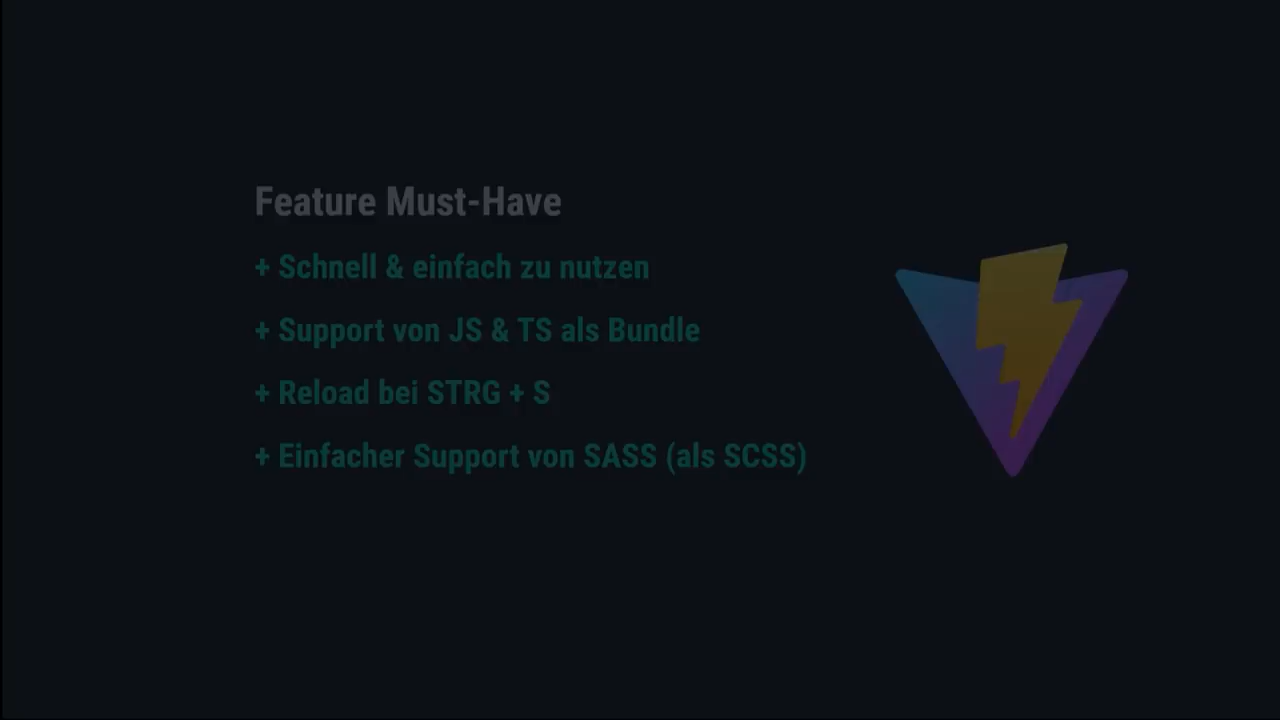 Feature Must-Have
+ Schnell & einfach zu nutzen
+ Support von JS & TS als Bundle
+ Reload bei STRG + S
+ Einfacher Support von SASS (als SCSS)